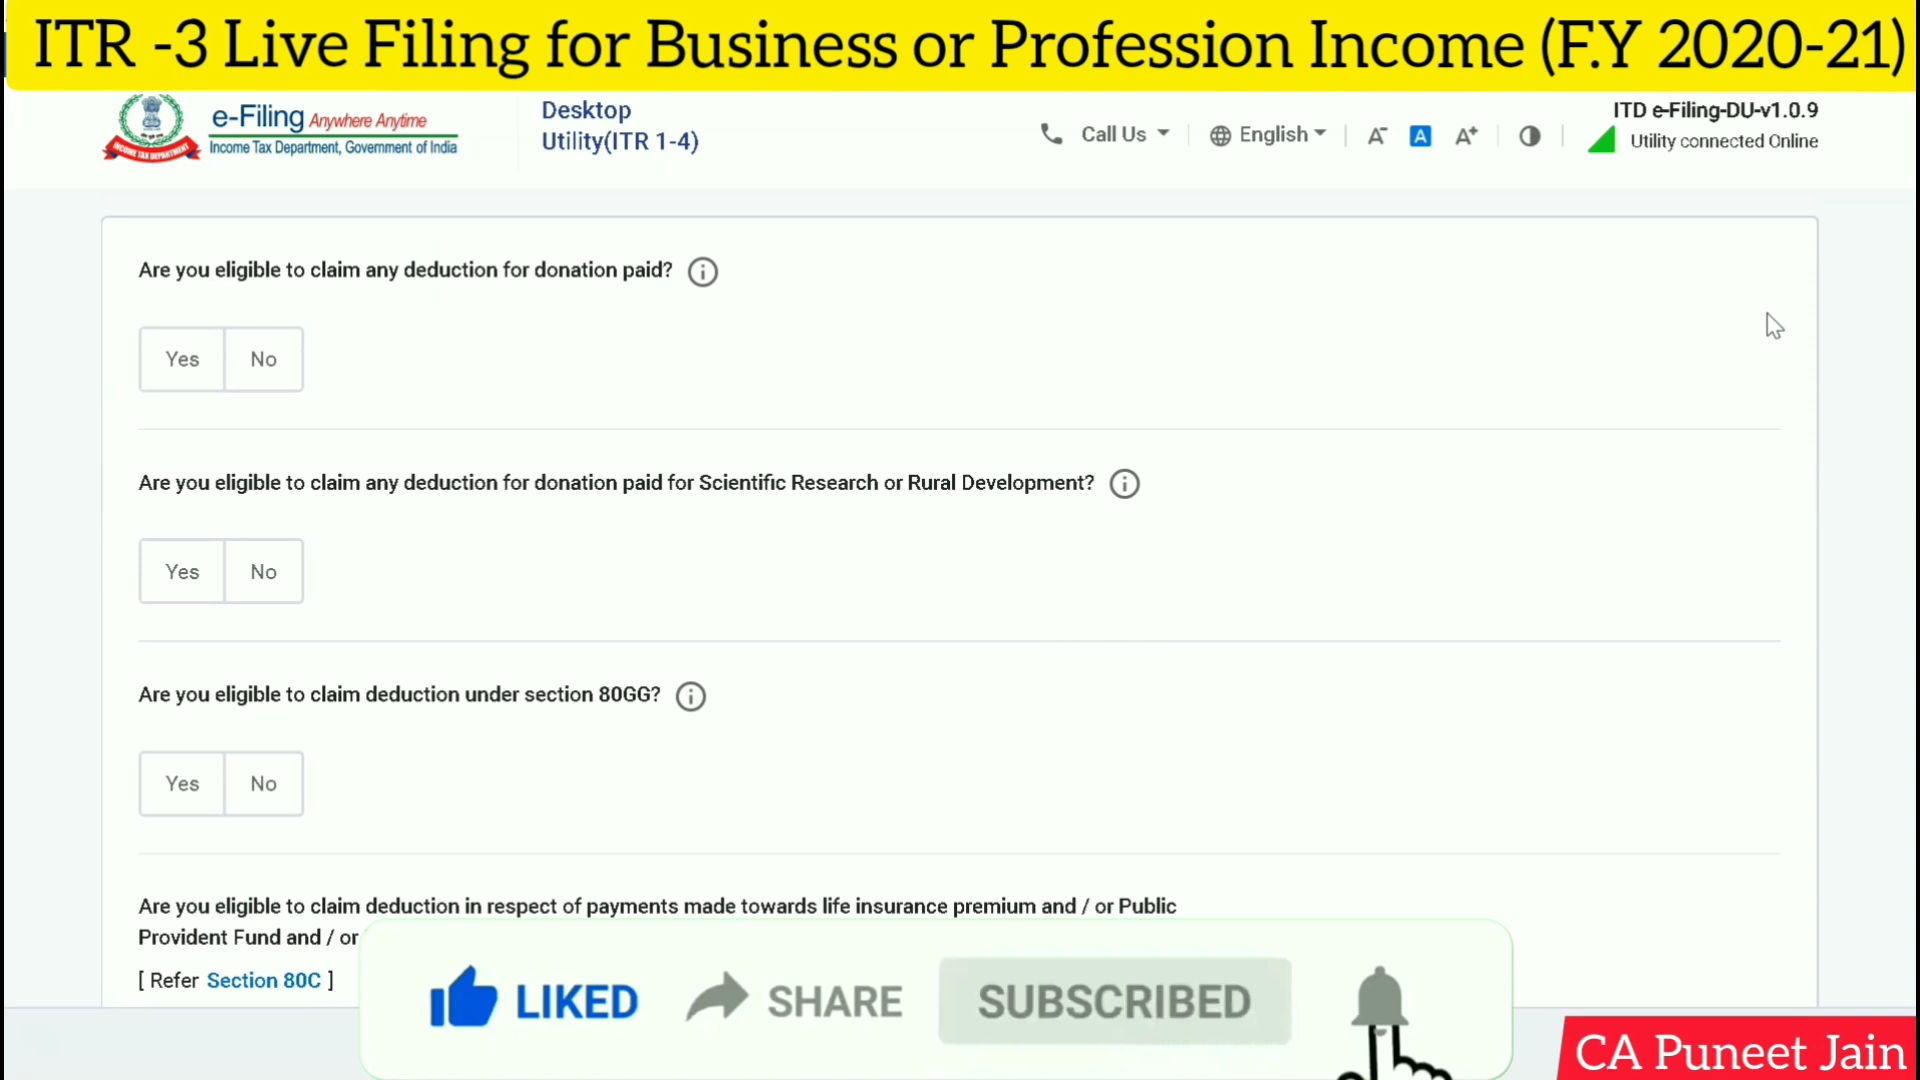 ITR -3 Live Filing for Business or Profession Income (F.Y 2020-21)
e-Filing Anywhere Anytime
Income Tax Department, Government of India
INCOME TAX DEPARTMENT
Desktop
Utility(ITR 1-4)
Call Us
English
A-
A
A+
ITD e-Filing-DU-v1.0.9
Utility connected Online
Are you eligible to claim any deduction for donation paid?
Yes No
Are you eligible to claim any deduction for donation paid for Scientific Research or Rural Development?
Yes No
Are you eligible to claim deduction under section 80GG?
Yes No
Are you eligible to claim deduction in respect of payments made towards life insurance premium and / or Public
Provident Fund and / or
[ Refer Section 80C ]
LIKED SHARE SUBSCRIBED
CA Puneet Jain